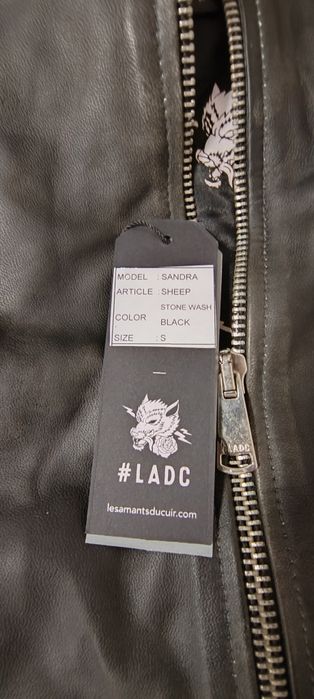 MODEL : SANDRA
ARTICLE : SHEEP
STONE WASH
COLOR : BLACK
SIZE : S
#LADC
lesamantsducuir.com
LADC